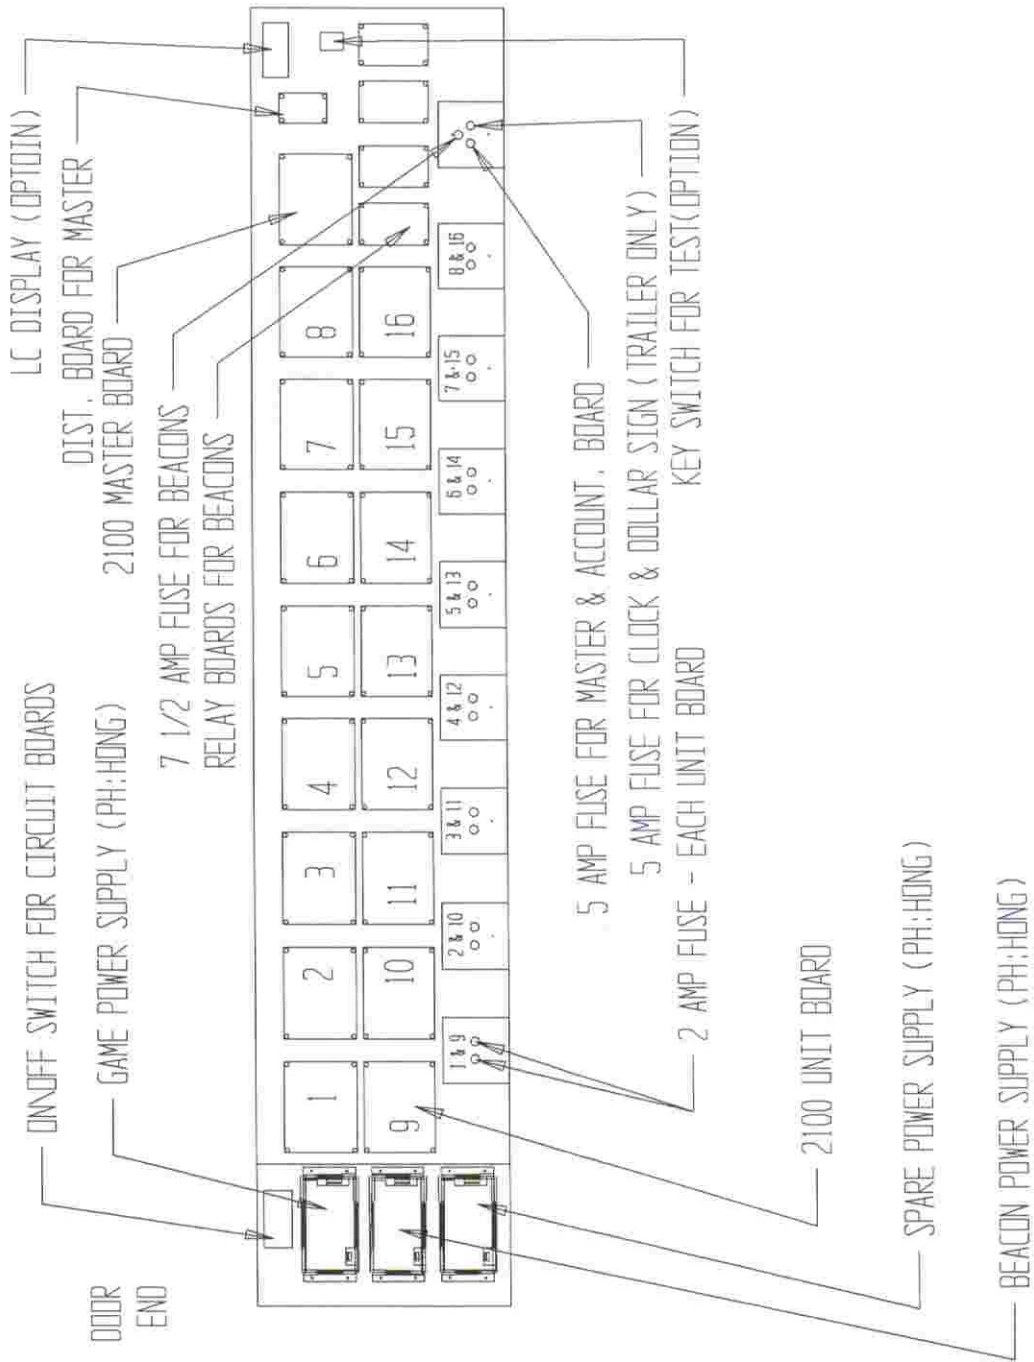 LC DISPLAY (OPTOIN)
DIST. BOARD FOR MASTER
2100 MASTER BOARD
7 1/2 AMP FUSE FOR BEACONS
RELAY BOARDS FOR BEACONS
ON\OFF SWITCH FOR CIRCUIT BOARDS
GAME POWER SUPPLY (PH:HONG)
DOOR
END
1
2
3
4
5
6
7
8
9
10
11
12
13
14
15
16
1 & 9
2 & 10
3 & 11
4 & 12
5 & 13
6 & 14
7 & 15
8 & 16
5 AMP FUSE FOR MASTER & ACCOUNT. BOARD
5 AMP FUSE FOR CLOCK & DOLLAR SIGN (TRAILER ONLY)
KEY SWITCH FOR TEST(OPTION)
2 AMP FUSE - EACH UNIT BOARD
2100 UNIT BOARD
SPARE POWER SUPPLY (PH:HONG)
BEACON POWER SUPPLY (PH:HONG)